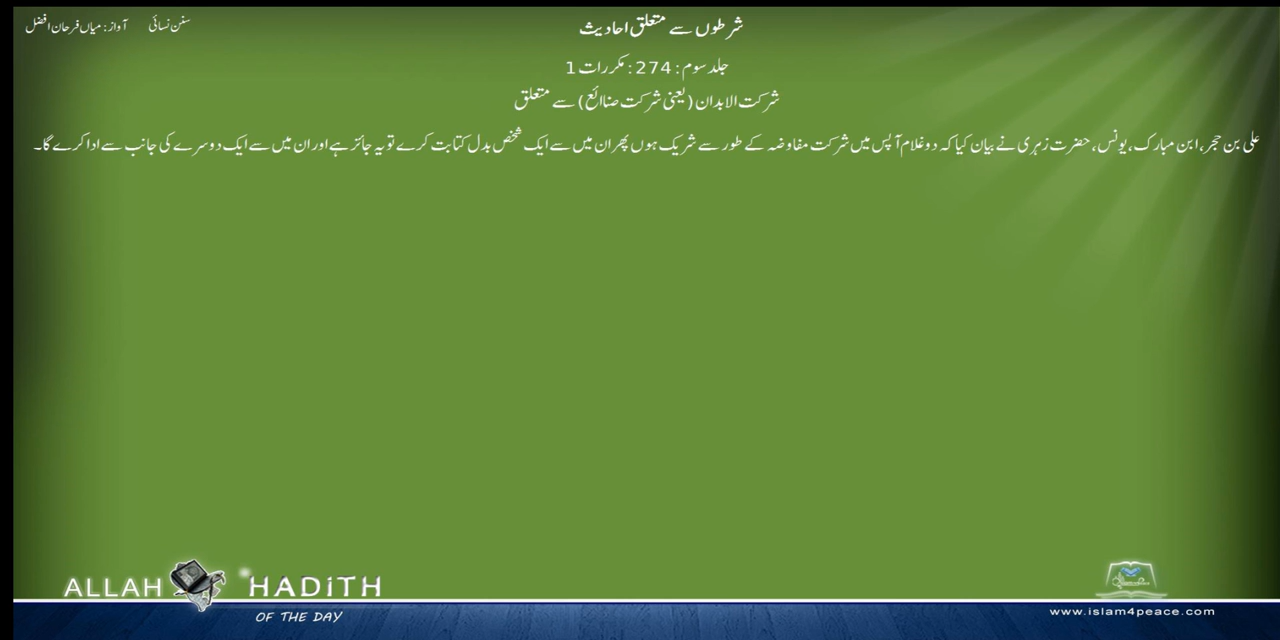 شرطوں سے متعلق احادیث
سنن نسائی آواز : میاں فرحان افضل
جلد سوم : 274 : مکررات 1
شرکت الابدان (یعنی شرکت صنائع) سے متعلق
علی بن حجر، ابن مبارک، یونس، حضرت زہری نے بیان کیا کہ دو غلام آپس میں شرکت مفاوضہ کے طور سے شریک ہوں پھر ان میں سے ایک شخص بدل کتابت کرے تو یہ جائز ہے اور ان میں سے ایک دوسرے کی جانب سے ادا کرے گا۔
ALLAH HADITH
OF THE DAY
www.islam4peace.com